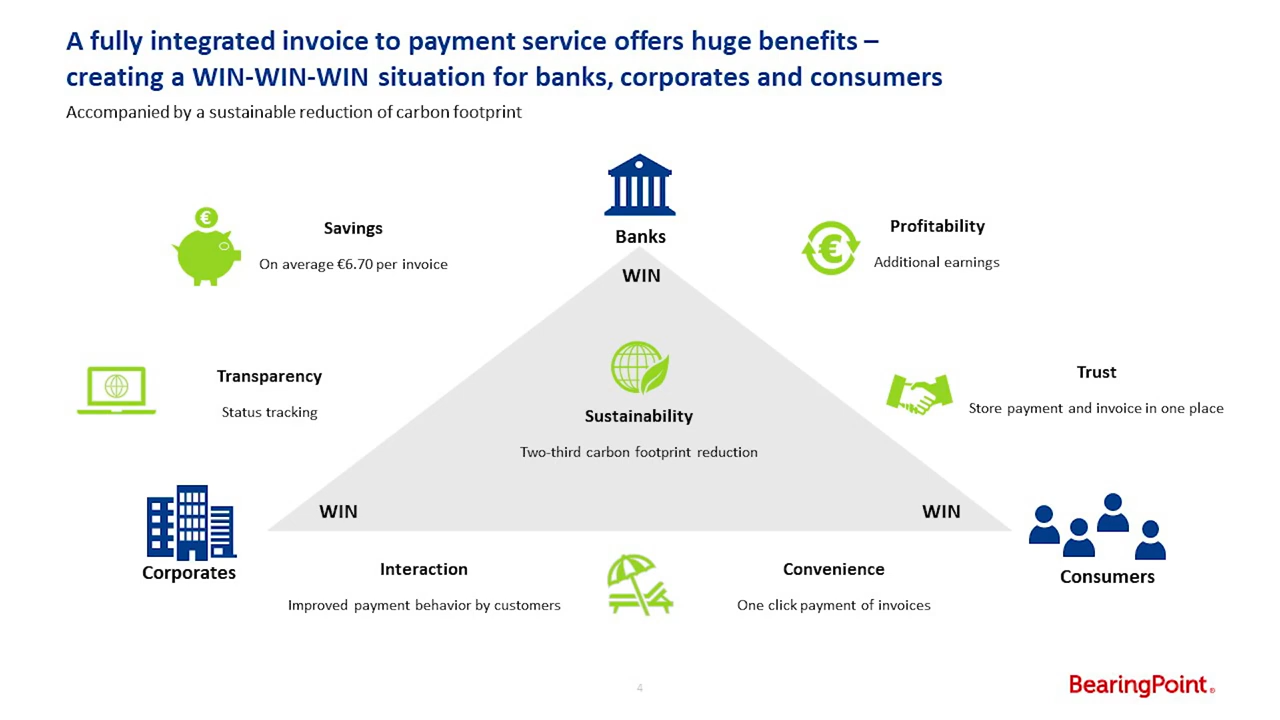 A fully integrated invoice to payment service offers huge benefits –
creating a WIN-WIN-WIN situation for banks, corporates and consumers
Accompanied by a sustainable reduction of carbon footprint
€
Savings
On average €6.70 per invoice
Banks
WIN
€
Profitability
Additional earnings
Transparency
Status tracking
Sustainability
Two-third carbon footprint reduction
Trust
Store payment and invoice in one place
WIN
WIN
Corporates
Consumers
Interaction
Improved payment behavior by customers
Convenience
One click payment of invoices
4
BearingPoint®